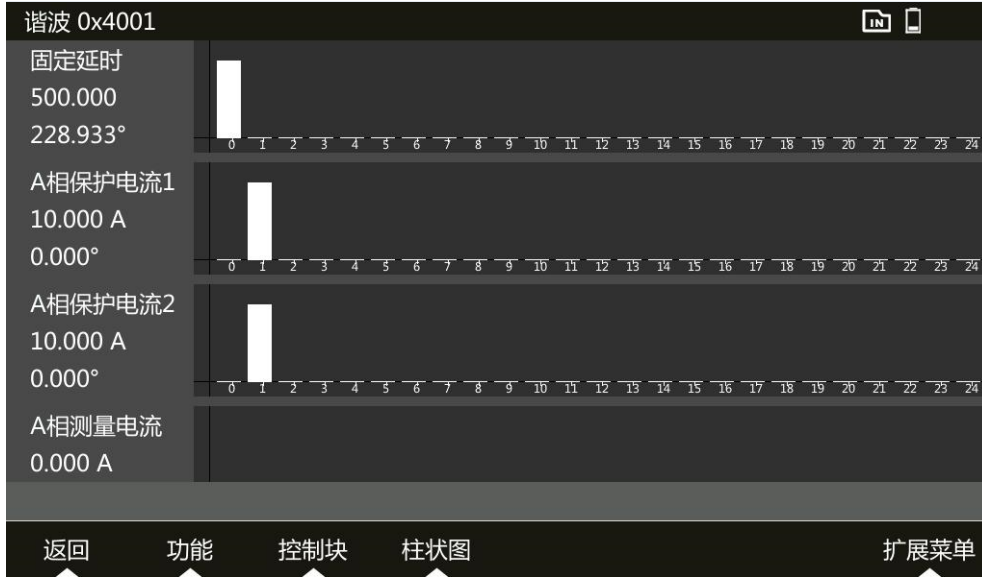 谐波 0x4001
IN
固定延时
500.000
228.933°
0 1 2 3 4 5 6 7 8 9 10 11 12 13 14 15 16 17 18 19 20 21 22 23 24
A相保护电流1
10.000 A
0.000°
0 1 2 3 4 5 6 7 8 9 10 11 12 13 14 15 16 17 18 19 20 21 22 23 24
A相保护电流2
10.000 A
0.000°
0 1 2 3 4 5 6 7 8 9 10 11 12 13 14 15 16 17 18 19 20 21 22 23 24
A相测量电流
0.000 A
返回 功能 控制块 柱状图 扩展菜单